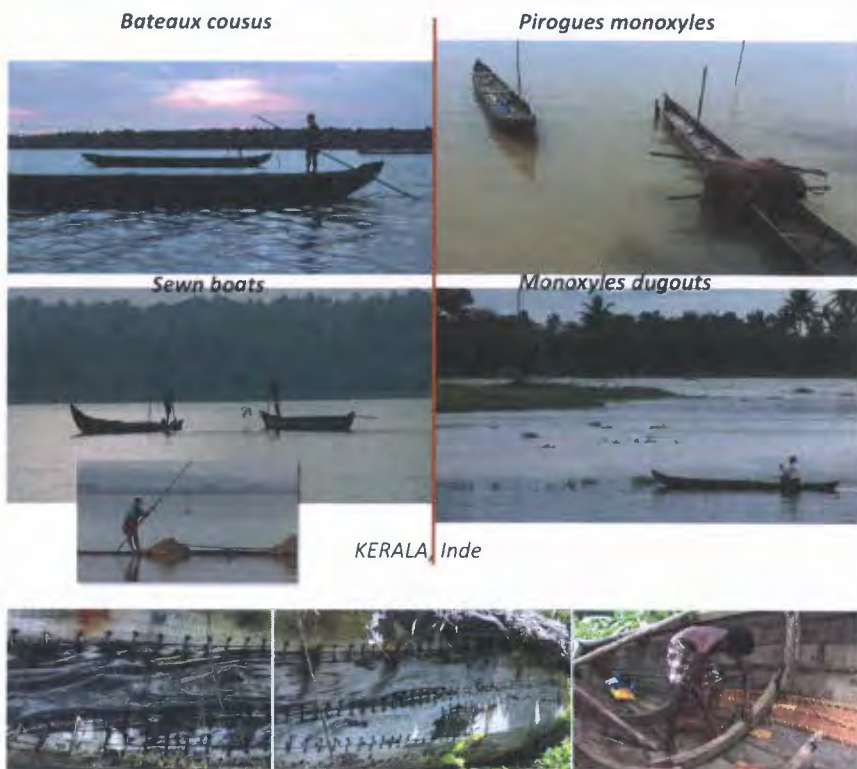 Bateaux cousus
Pirogues monoxyles
Sewn boats
Monoxyles dugouts
KERALA, Inde